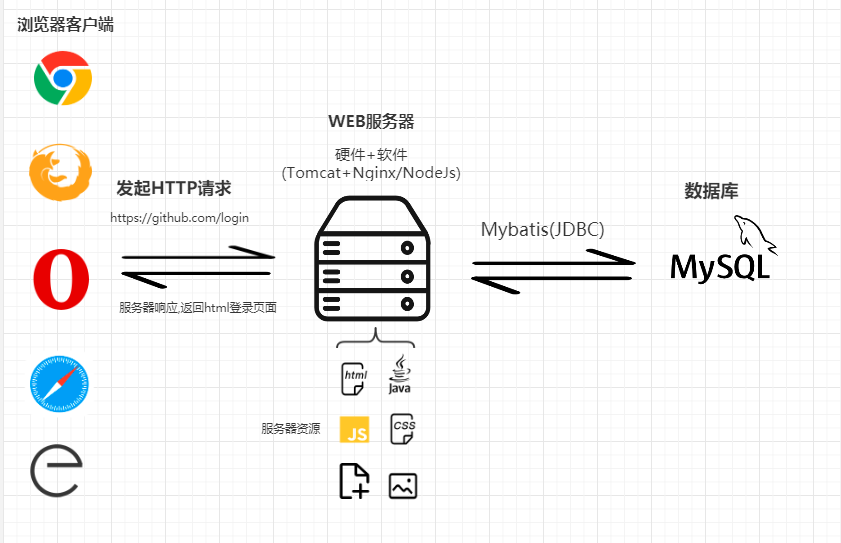 浏览器客户端
WEB服务器
硬件+软件
(Tomcat+Nginx/NodeJs)
发起HTTP请求
https://github.com/login
服务器响应,返回html登录页面
Mybatis(JDBC)
数据库
MySQL
html
Java
服务器资源
JS
CSS